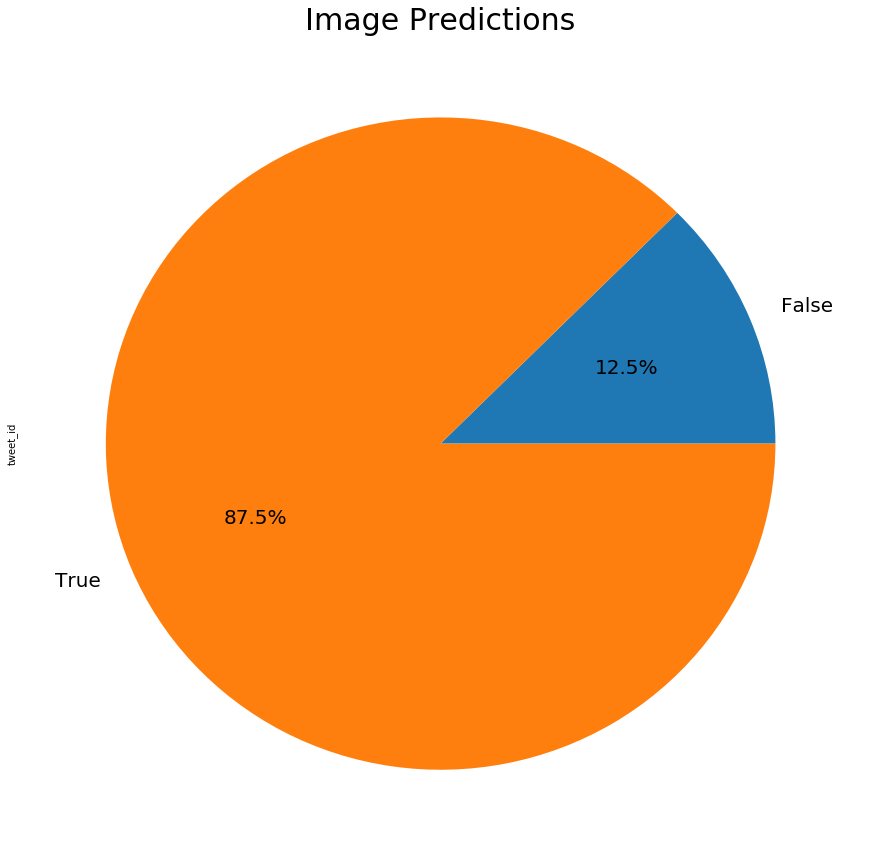 Image Predictions
False
12.5%
tweet_id
87.5%
True